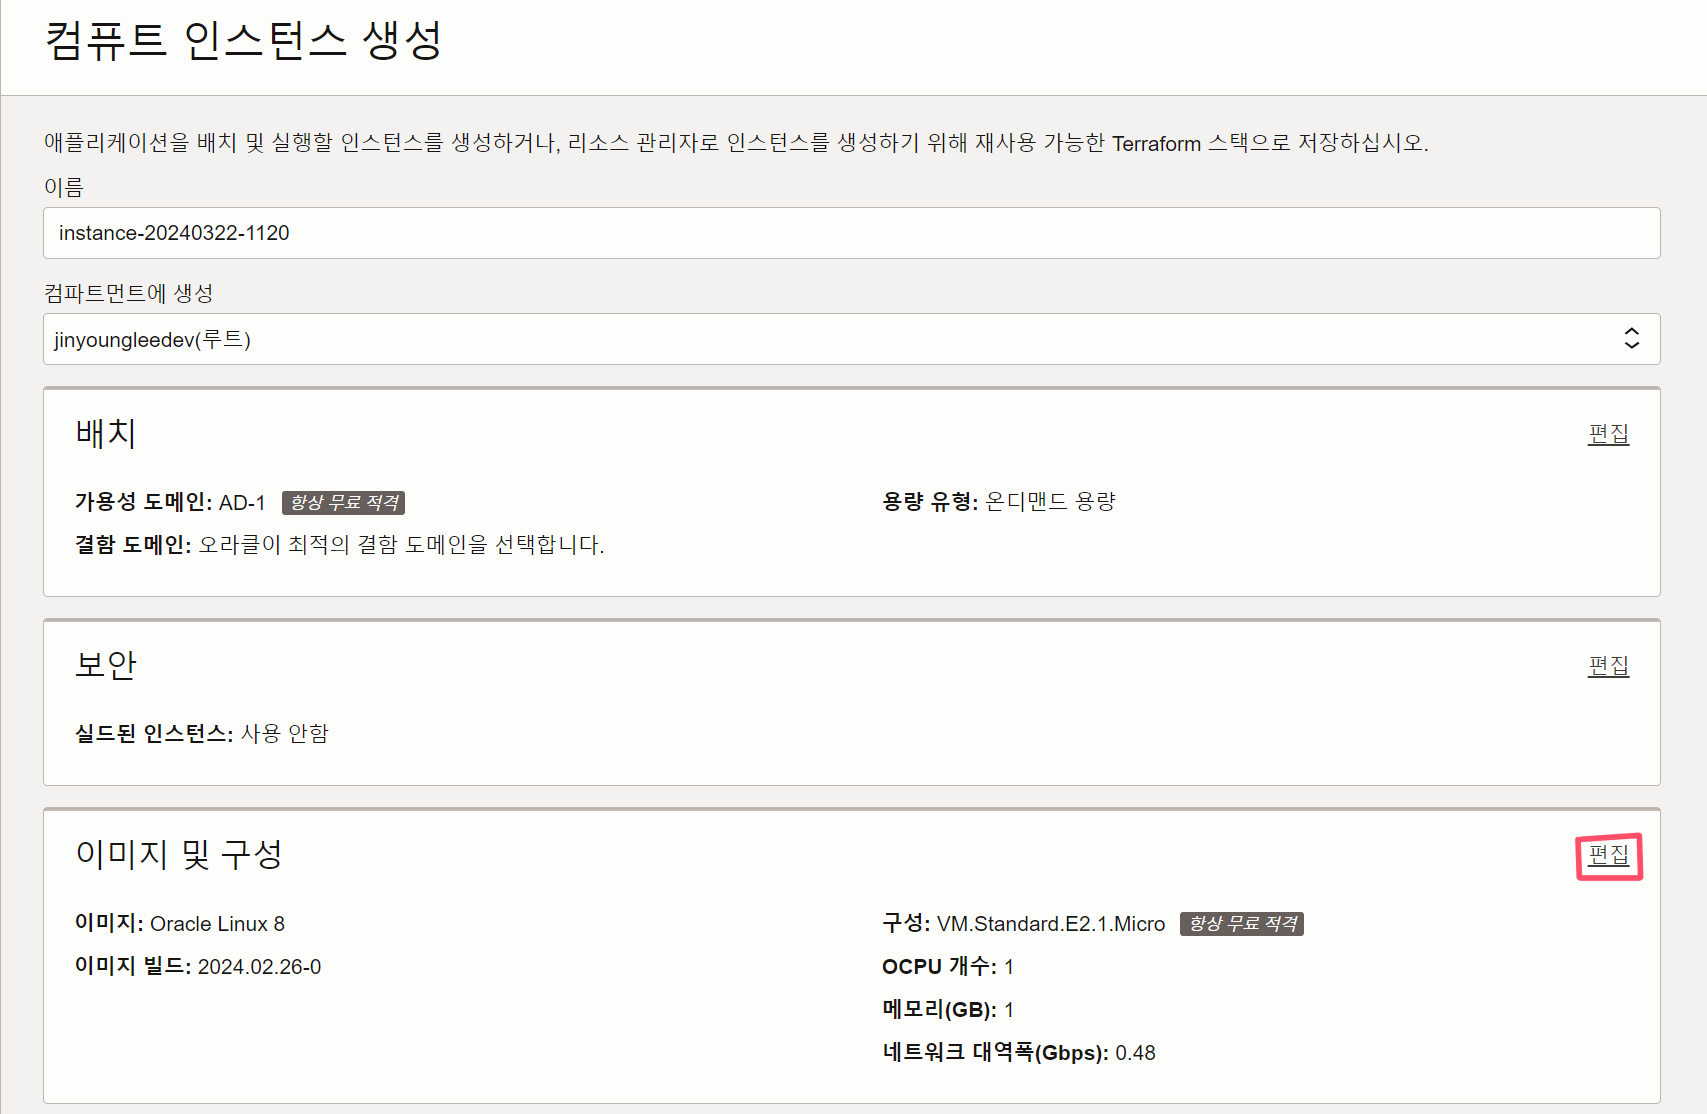 컴퓨트 인스턴스 생성
애플리케이션을 배치 및 실행할 인스턴스를 생성하거나, 리소스 관리자로 인스턴스를 생성하기 위해 재사용 가능한 Terraform 스택으로 저장하십시오.
이름
instance-20240322-1120
컴파트먼트에 생성
jinyoungleedev(루트)
배치 편집
가용성 도메인: AD-1 항상 무료 적격 용량 유형: 온디맨드 용량
결함 도메인: 오라클이 최적의 결함 도메인을 선택합니다.
보안 편집
실드된 인스턴스: 사용 안함
이미지 및 구성 편집
이미지: Oracle Linux 8 구성: VM.Standard.E2.1.Micro 항상 무료 적격
이미지 빌드: 2024.02.26-0 OCPU 개수: 1
메모리(GB): 1
네트워크 대역폭(Gbps): 0.48